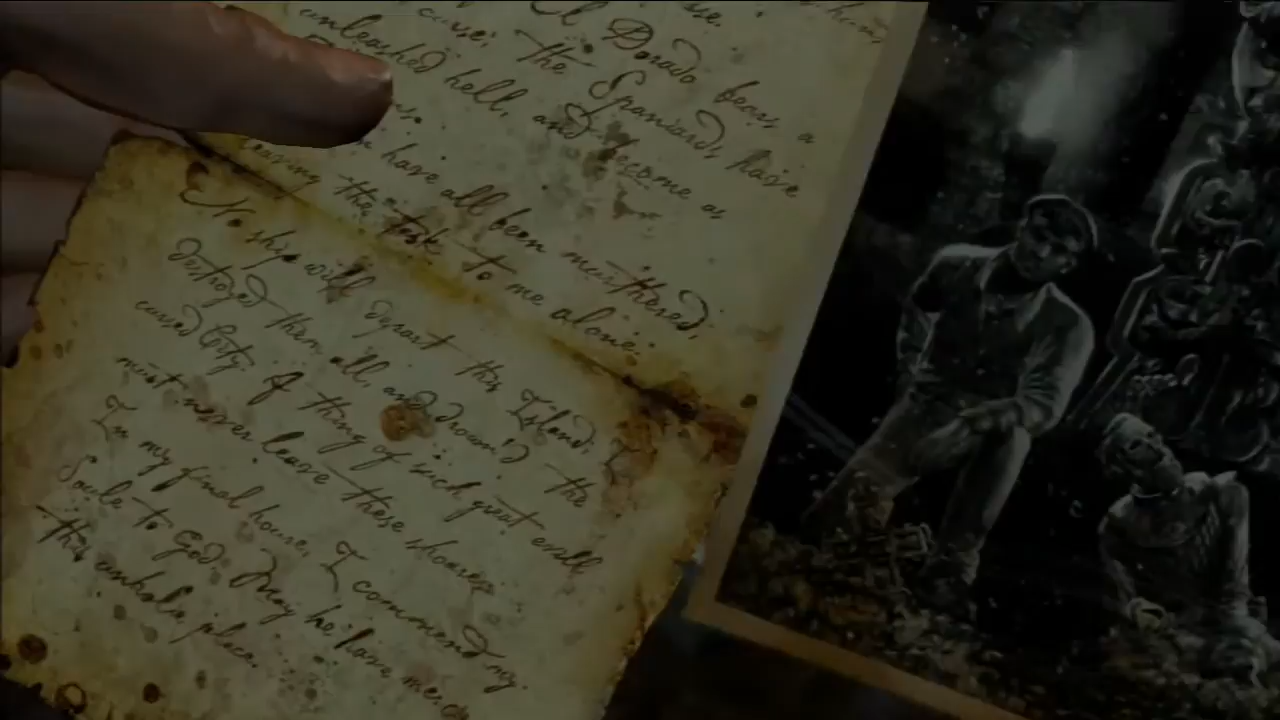 El Dorado bears a
curse; the Spaniards have
unleashed hell, and become as
have all been murthered,
leaving the task to me alone.
No ship will depart this Island; I
destroyed them all, and drown'd the
cursed City. A thing of such great evill
must never leave these shores.
In my final hours, I commend my
Soule to God. May he have
this unholy place.